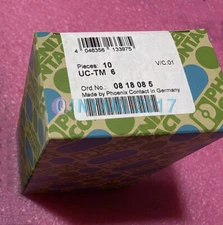 4 046356 133975
Pieces: 10
V/C:01
UC-TM 6
Ord.No.: 08 18 08 5
Made by Phoenix Contact in Germany